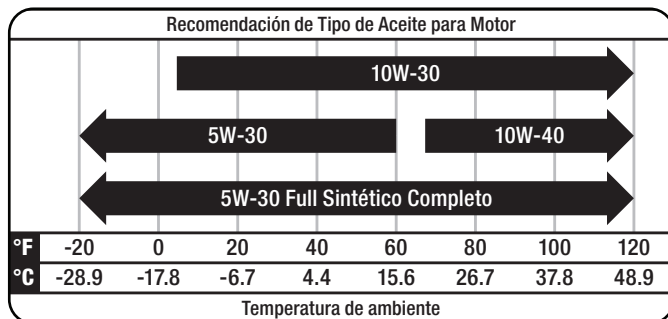 Recomendación de Tipo de Aceite para Motor
10W-30
5W-30 10W-40
5W-30 Full Sintético Completo
°F -20 0 20 40 60 80 100 120
°C -28.9 -17.8 -6.7 4.4 15.6 26.7 37.8 48.9
Temperatura de ambiente